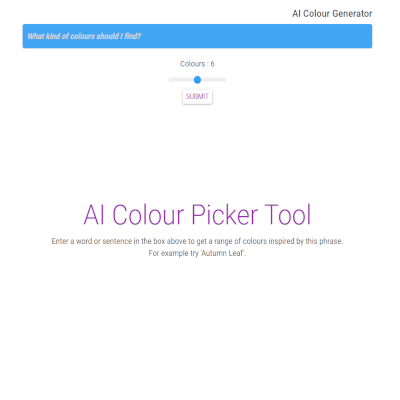 AI Colour Generator
What kind of colours should I find?
Colours : 6
SUBMIT
AI Colour Picker Tool
Enter a word or sentence in the box above to get a range of colours inspired by this phrase.
For example try 'Autumn Leaf'.